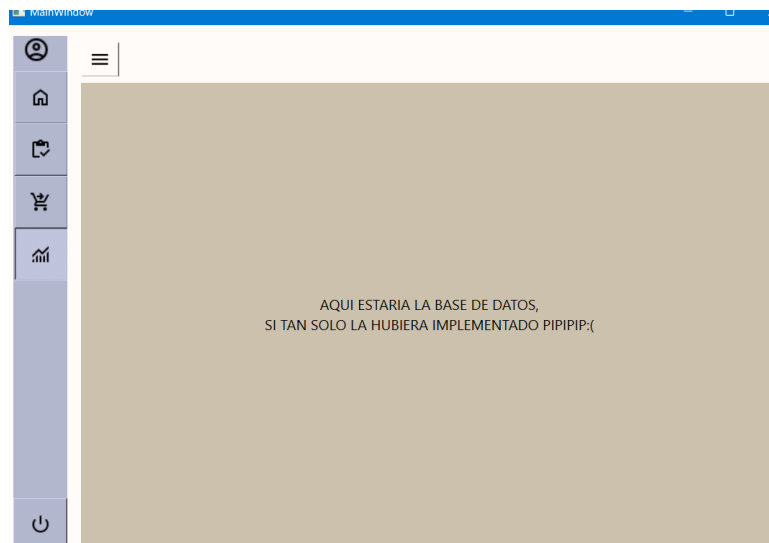 MainWindow
AQUI ESTARIA LA BASE DE DATOS,
SI TAN SOLO LA HUBIERA IMPLEMENTADO PIPIPIP:(